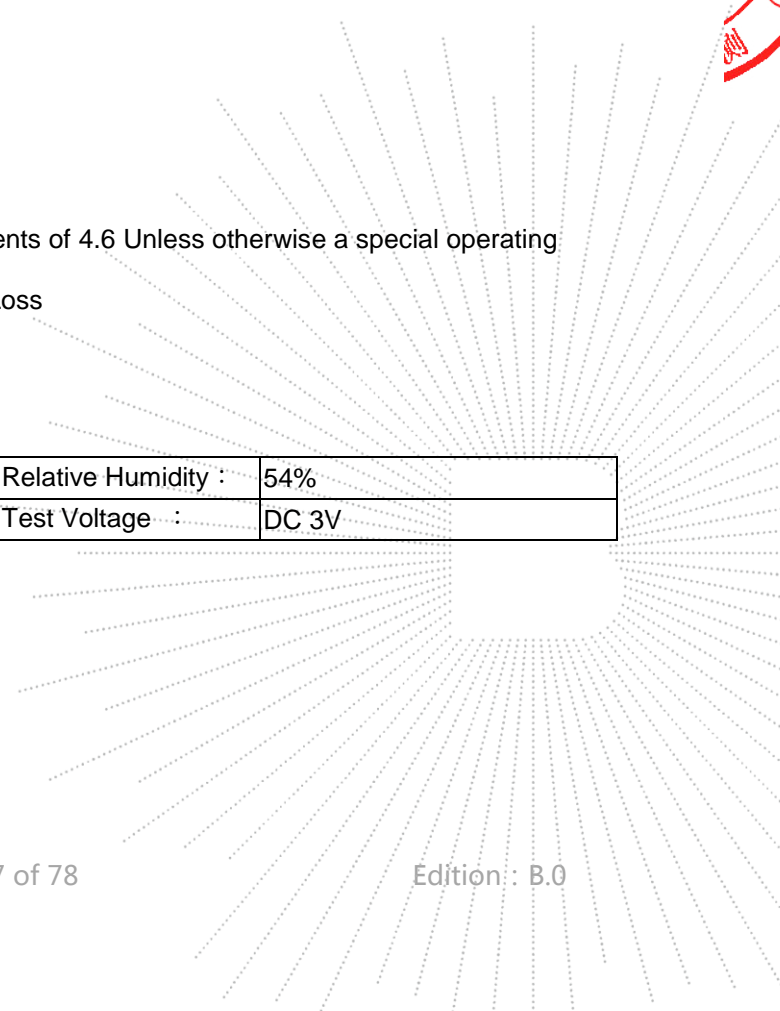 测
ents of 4.6 Unless otherwise a special operating
oss
Relative Humidity： 54%
Test Voltage ： DC 3V
of 78 Edition：B.0